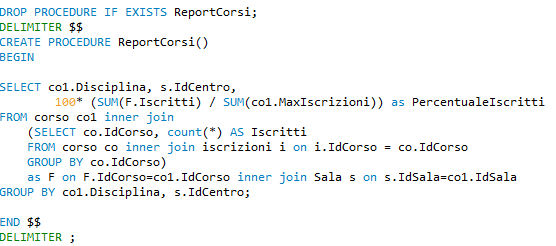 DROP PROCEDURE IF EXISTS ReportCorsi;
DELIMITER $$
CREATE PROCEDURE ReportCorsi()
BEGIN
SELECT co1.Disciplina, s.IdCentro,
100* (SUM(F.Iscritti) / SUM(co1.MaxIscrizioni)) as PercentualeIscritti
FROM corso co1 inner join
(SELECT co.IdCorso, count(*) AS Iscritti
FROM corso co inner join iscrizioni i on i.IdCorso = co.IdCorso
GROUP BY co.IdCorso)
as F on F.IdCorso=co1.IdCorso inner join Sala s on s.IdSala=co1.IdSala
GROUP BY co1.Disciplina, s.IdCentro;
END $$
DELIMITER ;